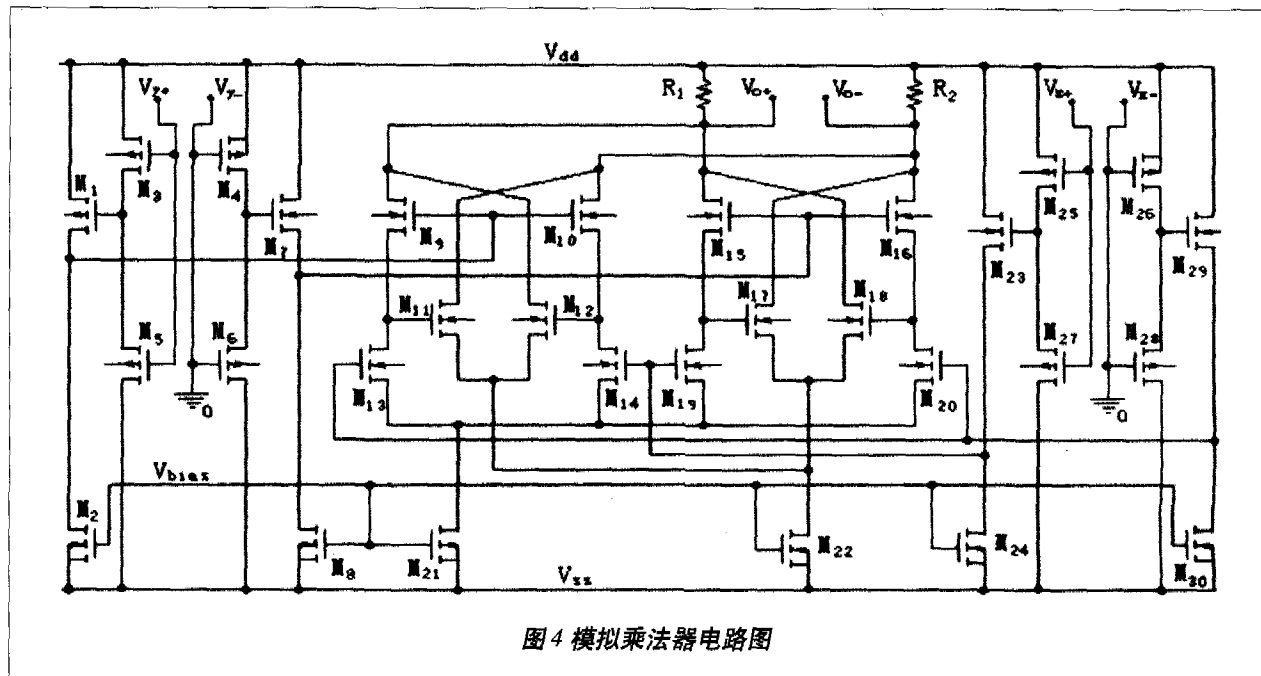 Vdd
Vy+ Vy- R1 Vo+ Vo- R2 Vx+ Vx-
M1 M3 M4 M25 M26
M7 M9 M10 M15 M16 M23 M29
M11 M12 M17 M18
M5 M6 M27 M28
M13 M14 M19 M20
0 0
Vbias
M2
M8 M21 M22 M24 M30
Vss
图4 模拟乘法器电路图